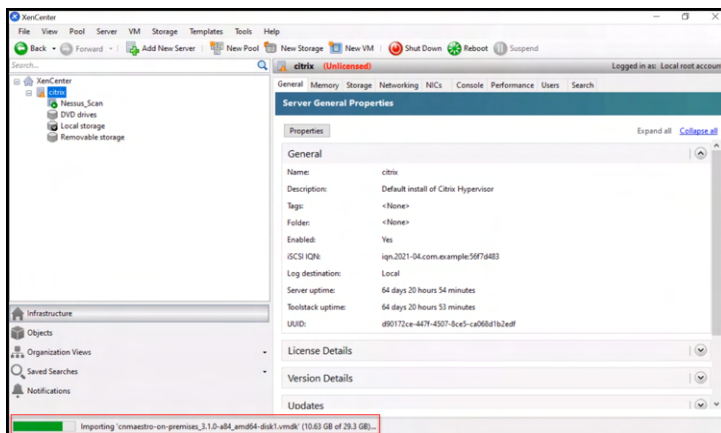 XenCenter
File View Pool Server VM Storage Templates Tools Help
Back Forward Add New Server New Pool New Storage New VM Shut Down Reboot Suspend
Search...
citrix (Unlicensed) Logged in as: Local root account
XenCenter
citrix
Nessus_Scan
DVD drives
Local storage
Removable storage
General Memory Storage Networking NICs Console Performance Users Search
Server General Properties
Properties Expand all Collapse all
General
Name: citrix
Description: Default install of Citrix Hypervisor
Tags: <None>
Folder: <None>
Enabled: Yes
iSCSI IQN: iqn.2021-04.com.example:56f7d483
Log destination: Local
Server uptime: 64 days 20 hours 54 minutes
Toolstack uptime: 64 days 20 hours 53 minutes
UUID: d90172ce-447f-4507-8ce5-ca068d1b2edf
License Details
Version Details
Updates
Infrastructure
Objects
Organization Views
Saved Searches
Notifications
Importing 'cnmaestro-on-premises_3.1.0-a84_amd64-disk1.vmdk' (10.63 GB of 29.3 GB)...